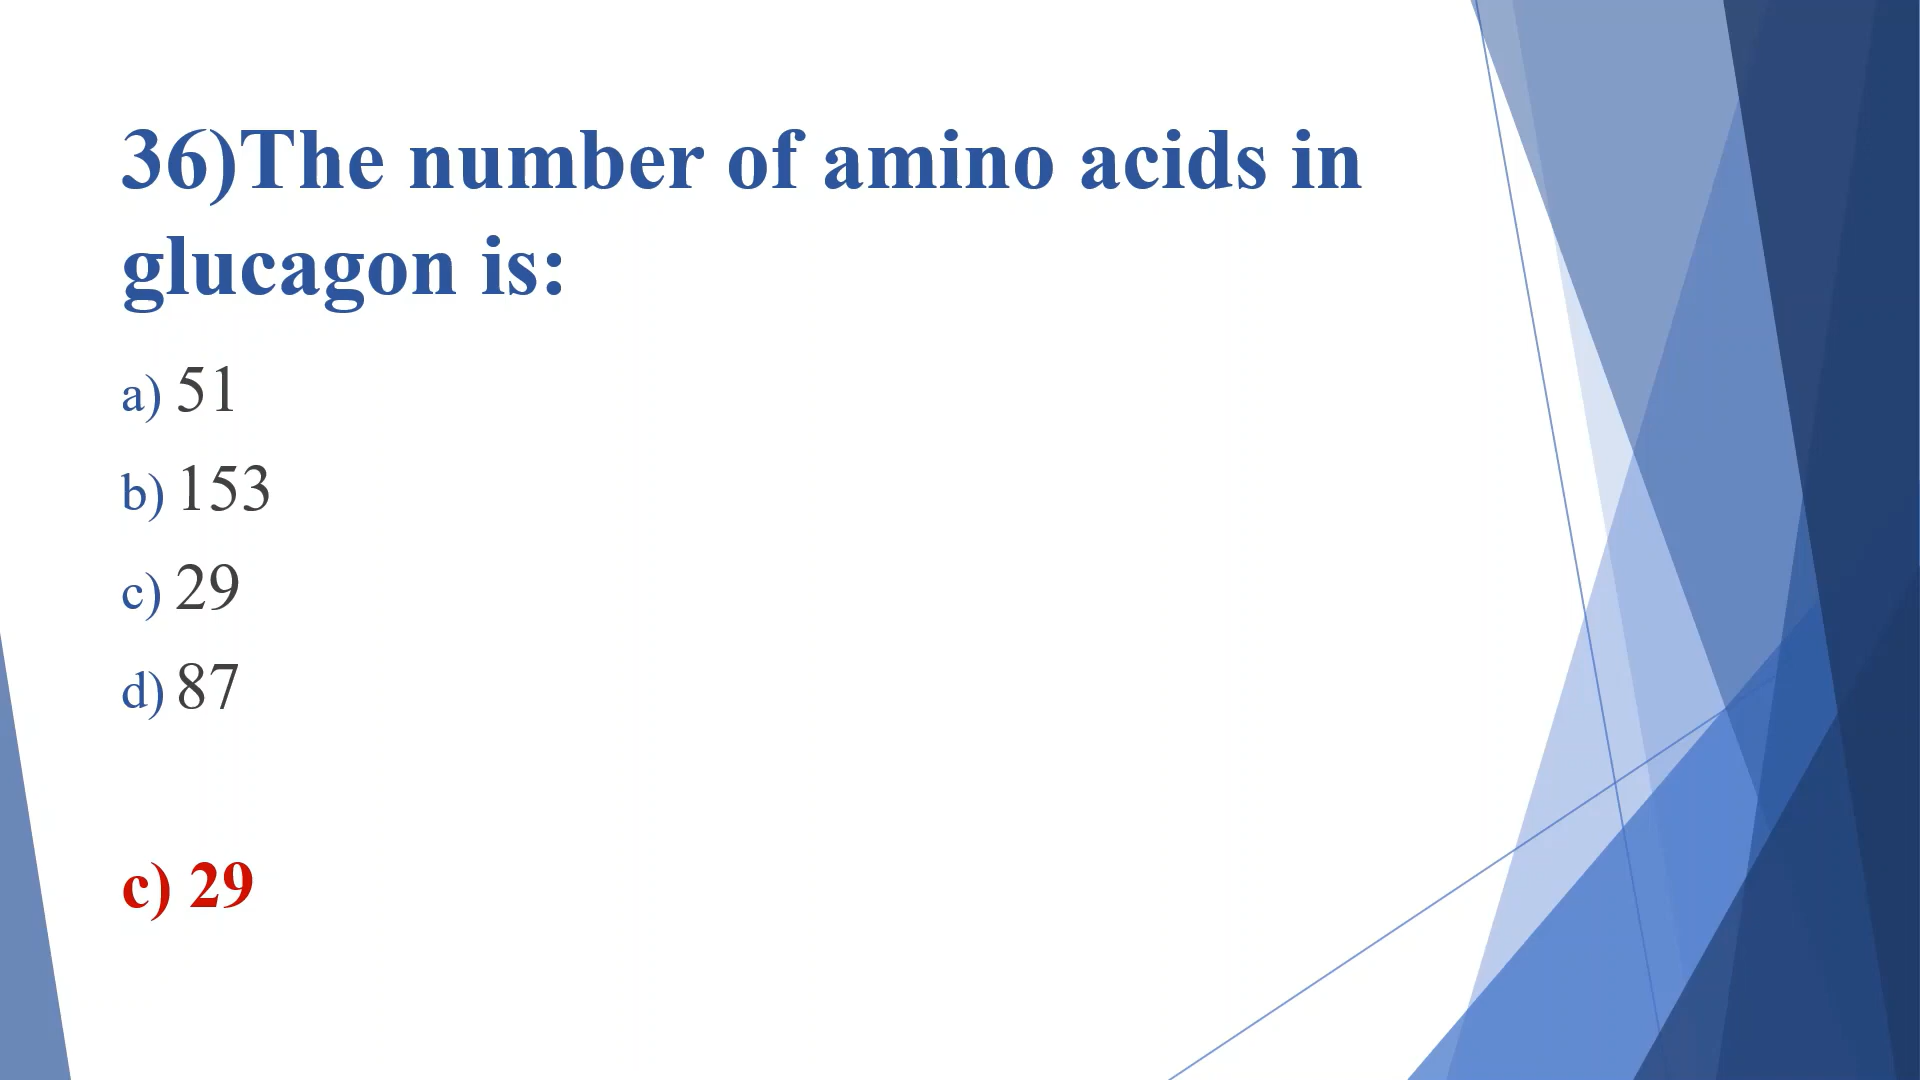 36)The number of amino acids in
glucagon is:
a) 51
b) 153
c) 29
d) 87
c) 29